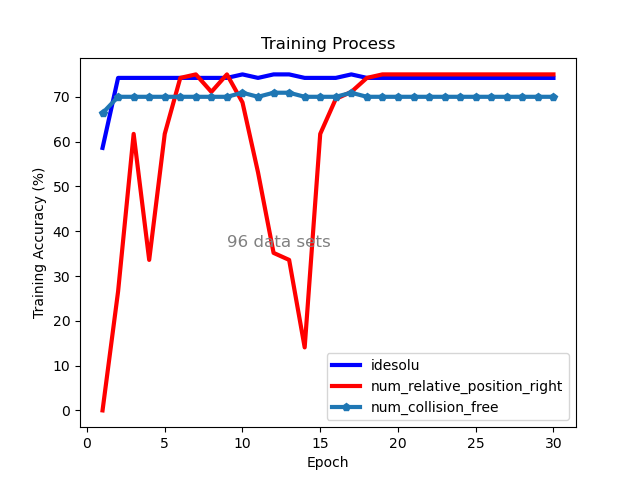 Training Process
Training Accuracy (%)
70
60
50
40
30
20
10
0
96 data sets
idesolu
num_relative_position_right
num_collision_free
0 5 10 15 20 25 30
Epoch